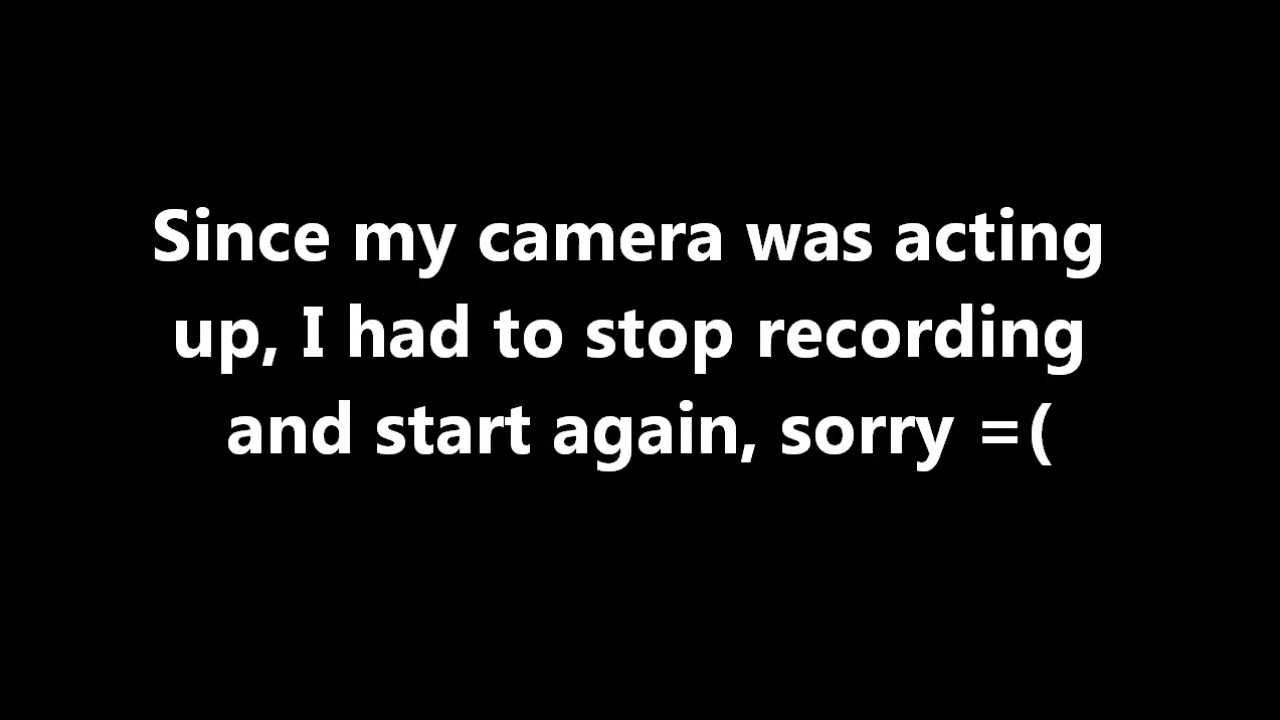 Since my camera was acting
up, I had to stop recording
and start again, sorry =(